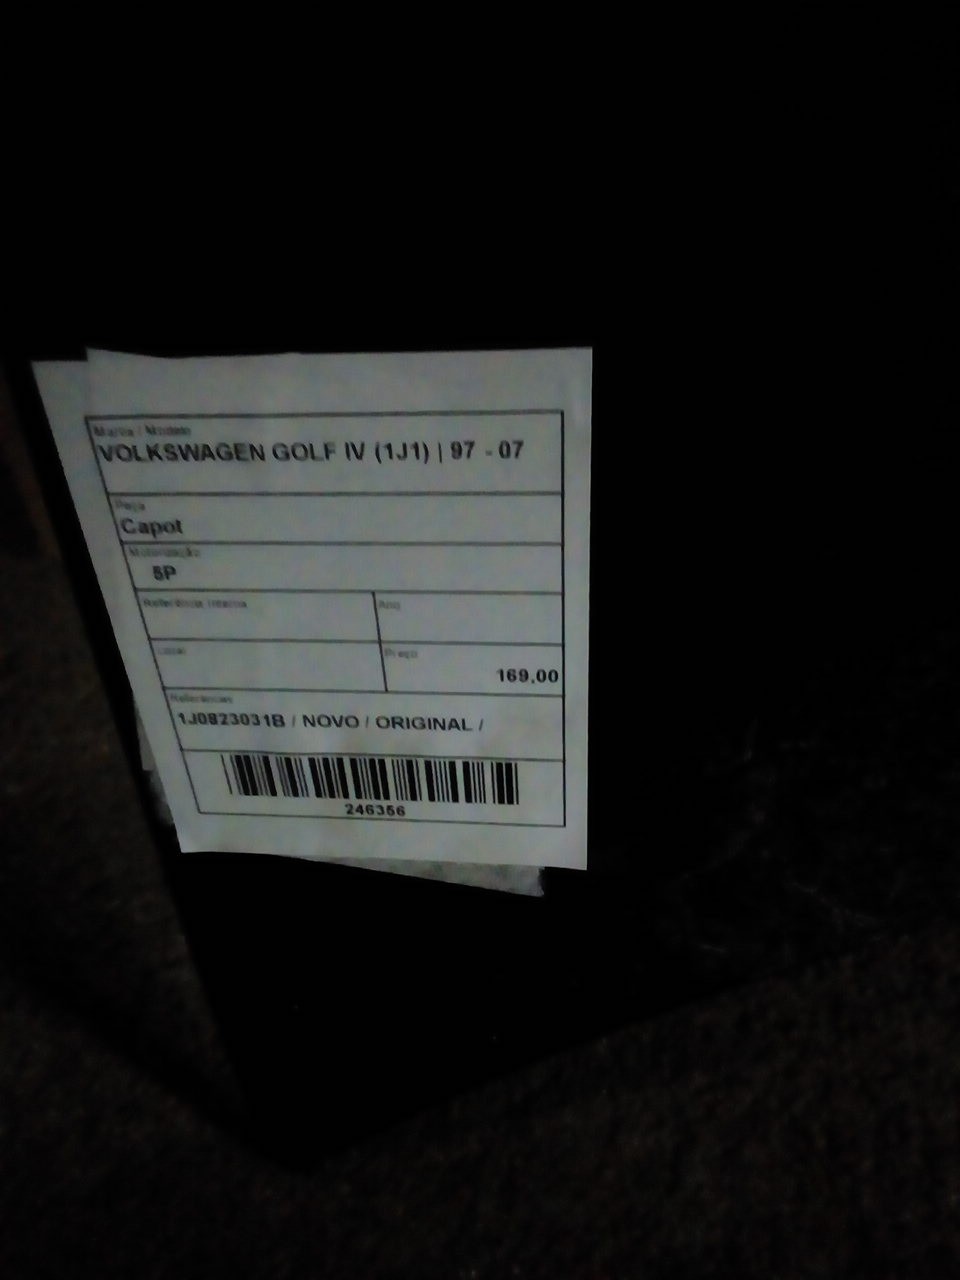 Marca / Modelo
VOLKSWAGEN GOLF IV (1J1) | 97 - 07
Peça
Capot
Motorização
5P
Referência Interna
Ano
Local
Preço
169,00
Referências
1J0823031B / NOVO / ORIGINAL /
246356